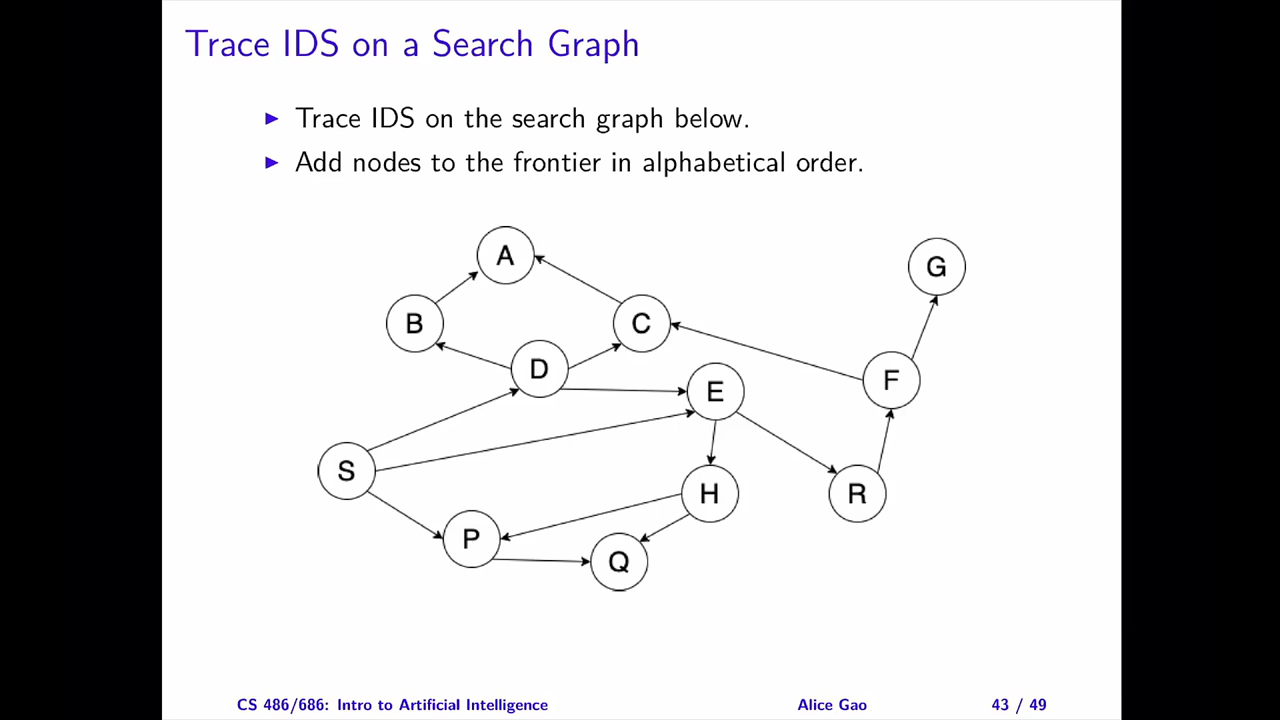 Trace IDS on a Search Graph
Trace IDS on the search graph below.
Add nodes to the frontier in alphabetical order.
A
G
B
C
D
E
F
S
H
R
P
Q
CS 486/686: Intro to Artificial Intelligence
Alice Gao
43 / 49